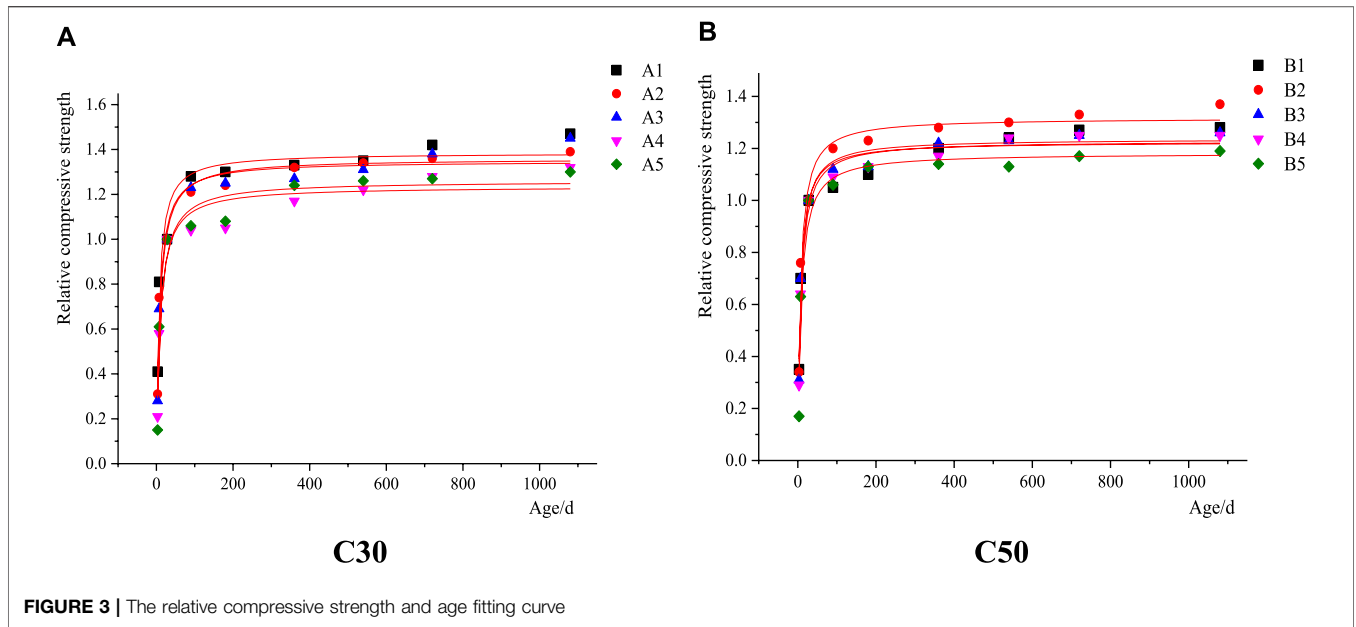 A
Relative compressive strength
1.6
1.4
1.2
1.0
0.8
0.6
0.4
0.2
0.0
0 200 400 600 800 1000
Age/d
A1
A2
A3
A4
A5
C30
B
Relative compressive strength
1.4
1.2
1.0
0.8
0.6
0.4
0.2
0.0
0 200 400 600 800 1000
Age/d
B1
B2
B3
B4
B5
C50
FIGURE 3 | The relative compressive strength and age fitting curve